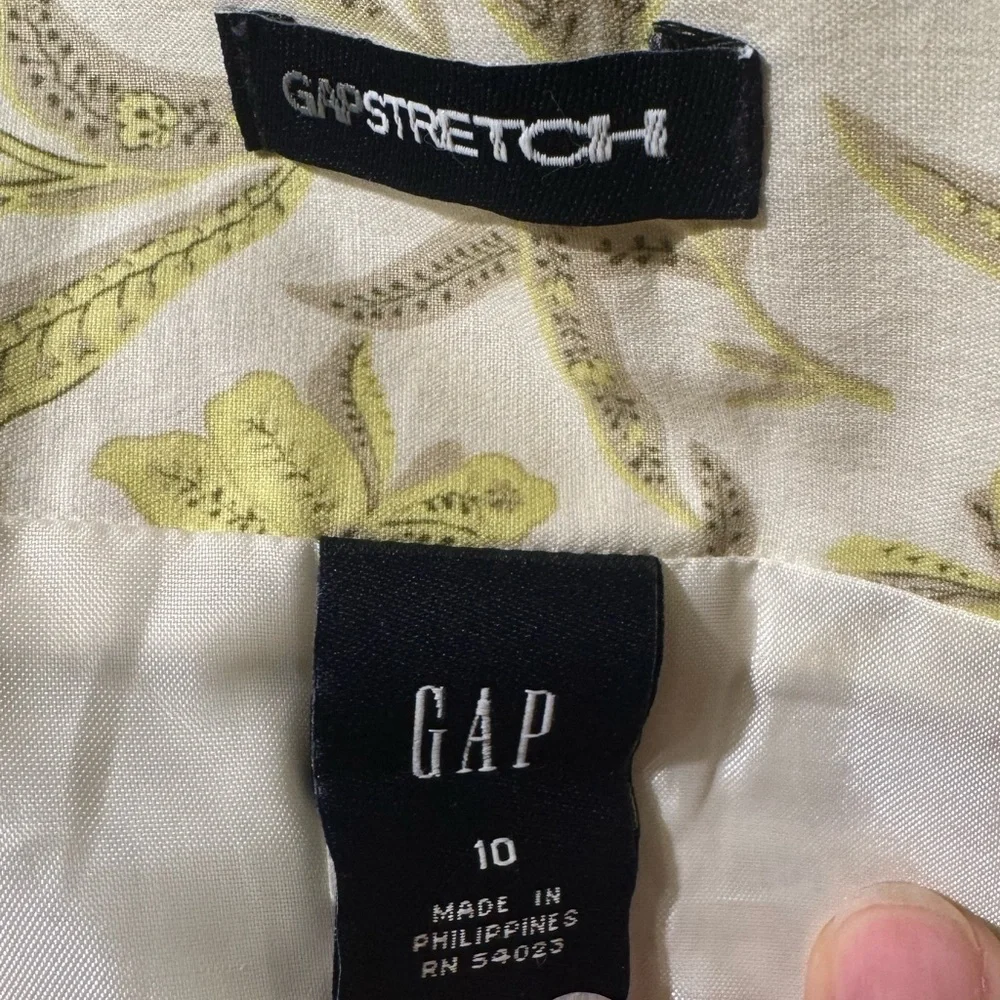 GAPSTRETCH
GAP
10
MADE IN
PHILIPPINES
RN 54023